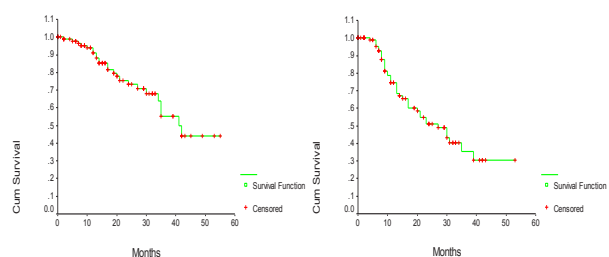 1.1
1.0
.9
.8
.7
.6
.5
.4
.3
.2
.1
0.0
0 10 20 30 40 50 60
Cum Survival
Months
Survival Function
Censored
1.1
1.0
.9
.8
.7
.6
.5
.4
.3
.2
.1
0.0
0 10 20 30 40 50 60
Cum Survival
Months
Survival Function
Censored